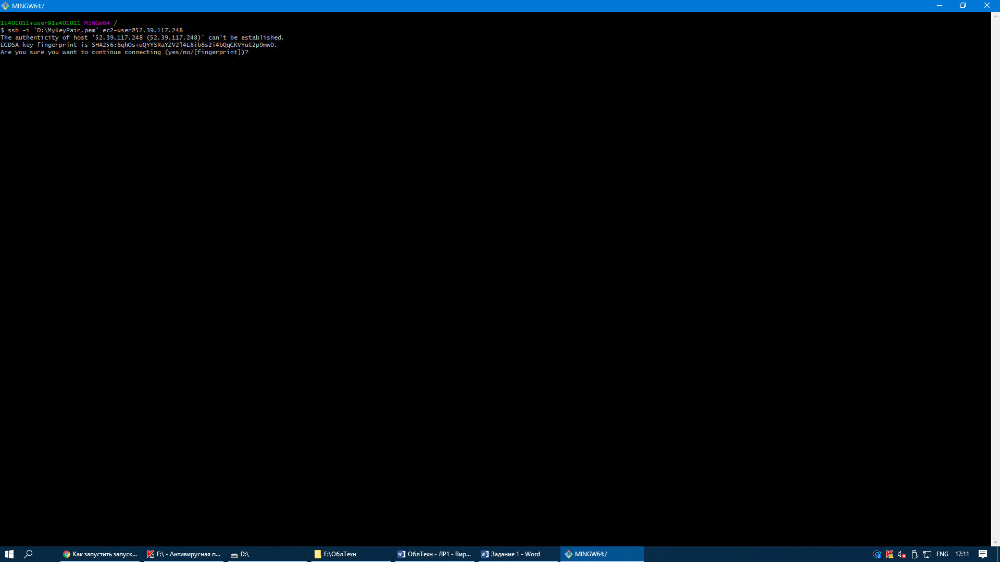 MINGW64:/
1E401011+user@1e401011 MINGW64 /
$ ssh -i 'D:\MyKeyPair.pem' ec2-user@52.39.117.248
The authenticity of host '52.39.117.248 (52.39.117.248)' can't be established.
ECDSA key fingerprint is SHA256:8qhOs+uQYYSRaYZV2l4L8ib8s2i4bQqCKVYut2p9mwO.
Are you sure you want to continue connecting (yes/no/[fingerprint])?
Как запустить запуск... F:\ - Антивирусная п... D:\ F:\ОблТехн ОблТехн - ЛР1 - Вир... Задание 1 - Word MINGW64:/ ENG 17:11